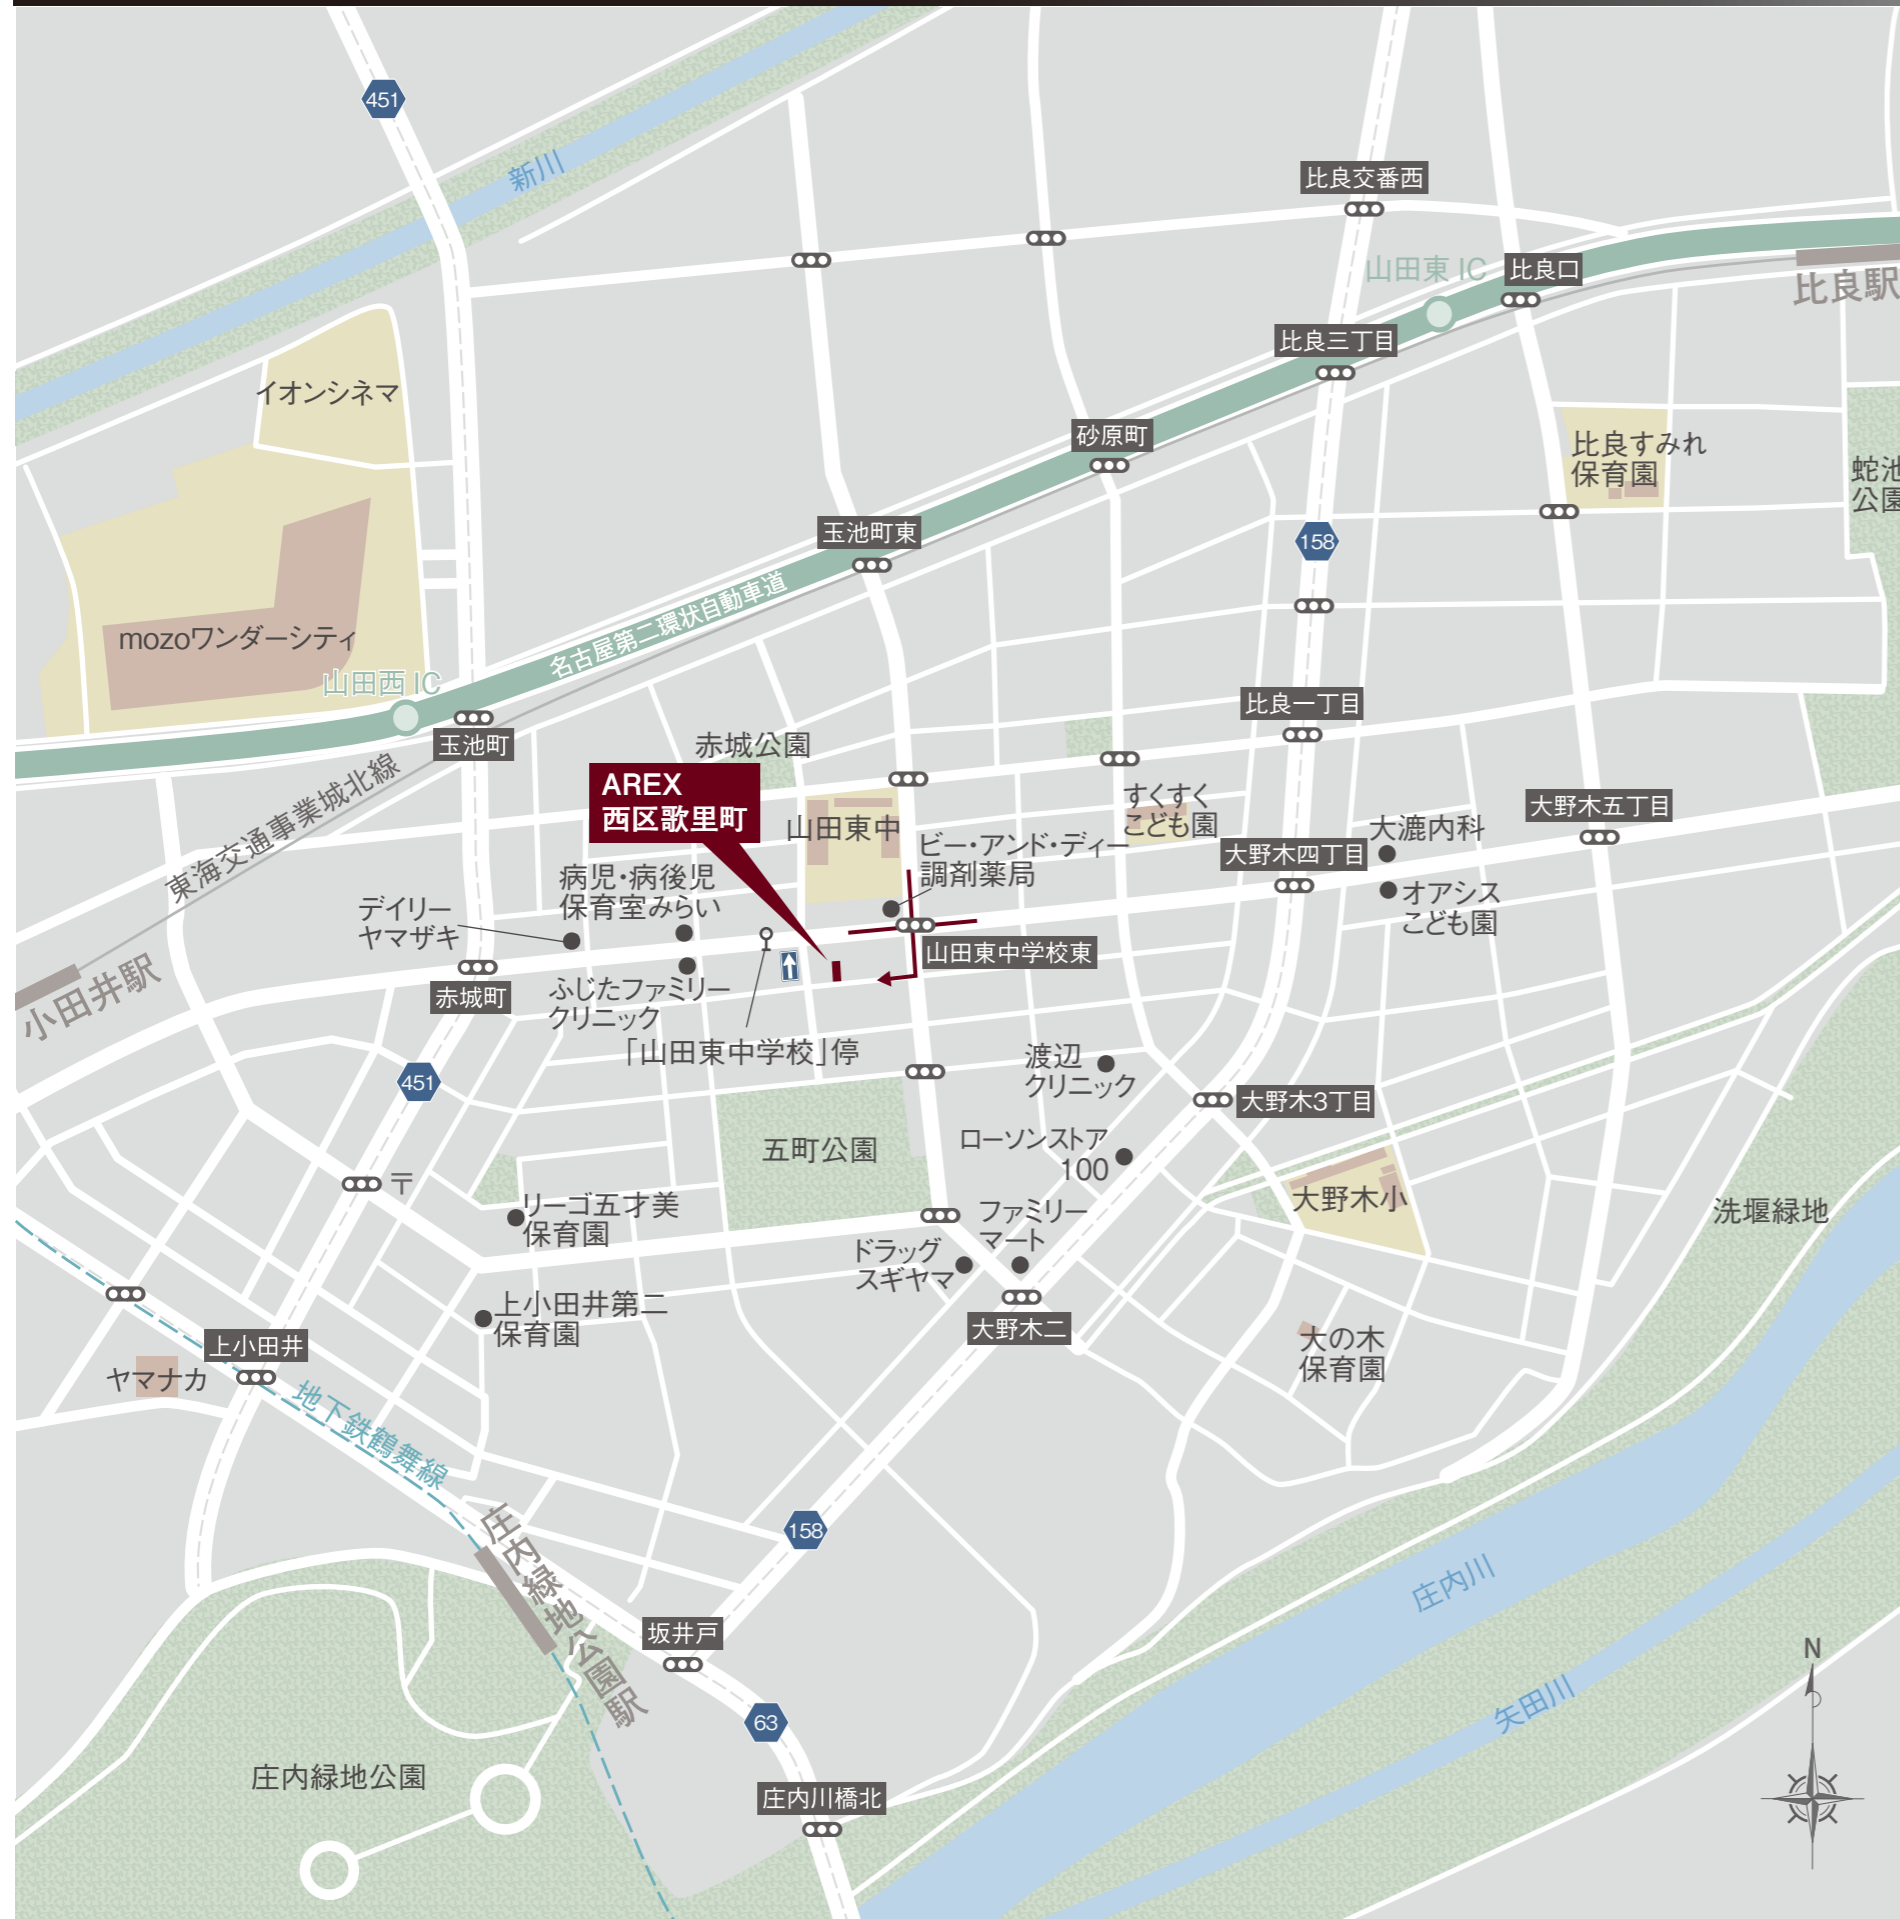 451
新川
比良交番西
山田東 IC
比良口
比良駅
比良三丁目
イオンシネマ
砂原町
比良すみれ
保育園
蛇池
公園
玉池町東
158
名古屋第二環状自動車道
mozoワンダーシティ
山田西 IC
玉池町
比良一丁目
赤城公園
東海交通事業城北線
AREX
西区歌里町
山田東中
すくすく
こども園
大野木五丁目
ビー・アンド・ディー
調剤薬局
大野木四丁目
大漉内科
オアシス
こども園
病児・病後児
保育室みらい
デイリー
ヤマザキ
山田東中学校東
小田井駅
赤城町
ふじたファミリー
クリニック
「山田東中学校」停
渡辺
クリニック
451
大野木3丁目
五町公園
ローソンストア
100
〒
大野木小
洗堰緑地
リーゴ五才美
保育園
ファミリー
マート
ドラッグ
スギヤマ
上小田井第二
保育園
大野木二
上小田井
大の木
保育園
ヤマナカ
地下鉄鶴舞線
158
庄内緑地公園駅
庄内川
坂井戸
N
矢田川
63
庄内緑地公園
庄内川橋北